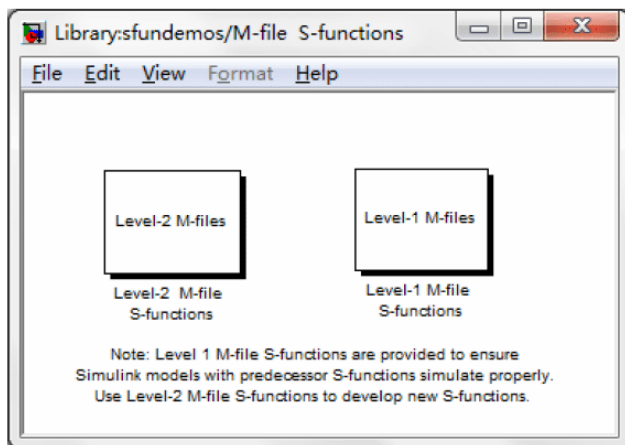 Library:sfundemos/M-file S-functions
File Edit View Format Help
Level-2 M-files
Level-1 M-files
Level-2 M-file
S-functions
Level-1 M-file
S-functions
Note: Level 1 M-file S-functions are provided to ensure
Simulink models with predecessor S-functions simulate properly.
Use Level-2 M-file S-functions to develop new S-functions.